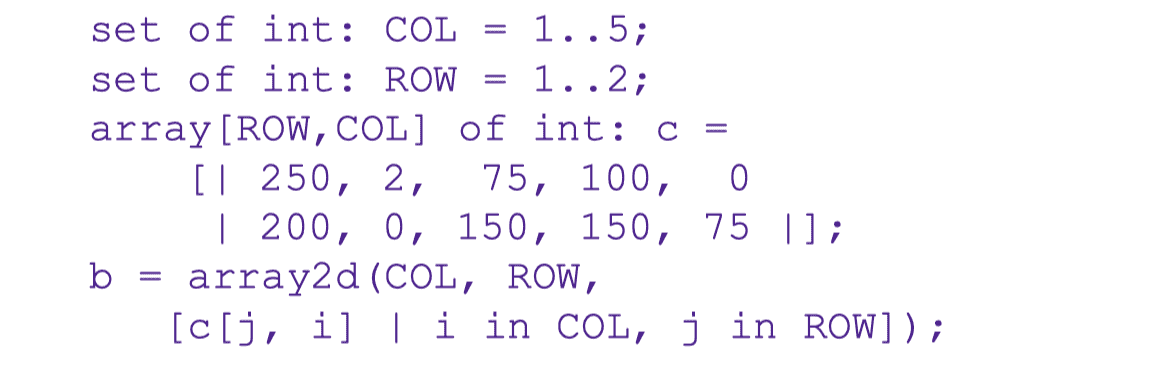 set of int: COL = 1..5;
set of int: ROW = 1..2;
array[ROW,COL] of int: c =
[| 250, 2, 75, 100, 0
| 200, 0, 150, 150, 75 |];
b = array2d(COL, ROW,
[c[j, i] | i in COL, j in ROW]);